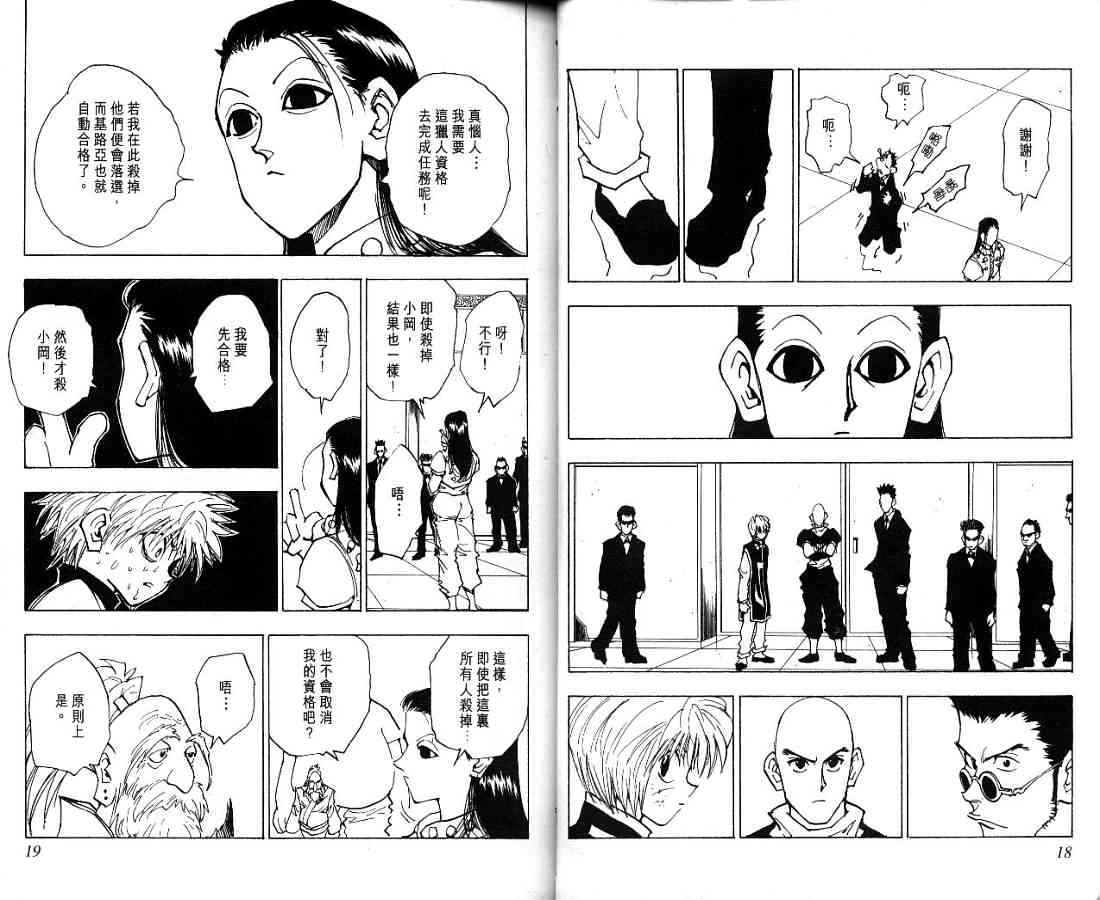 謝謝！
呃…
呃…
18
真惱人…
我需要
這獵人資格
去完成任務呢！
若我在此殺掉
他們便會落選，
而基路亞也就
自動合格了。
呀！
不行！
即使殺掉
小岡，
結果也一樣！
唔…
對了！
我要
先合格…
然後才殺
小岡！
這樣，
即使把這裏
所有人殺掉…
也不會取消
我的資格吧？
唔…
原則上
是。
19